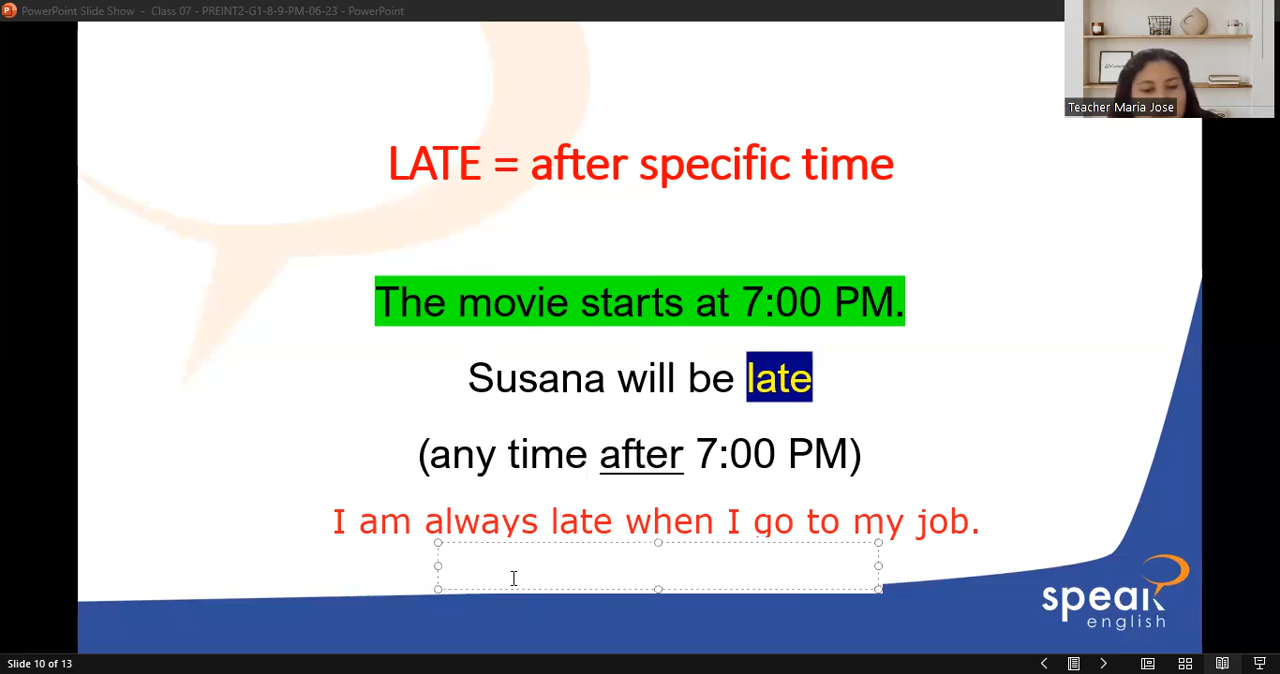 PowerPoint Slide Show - Class 07 - PREINT2-G1-8-9-PM-06-23 - PowerPoint
Teacher Maria Jose
LATE = after specific time
The movie starts at 7:00 PM.
Susana will be late
(any time after 7:00 PM)
I am always late when I go to my job.
speak
english
Slide 10 of 13